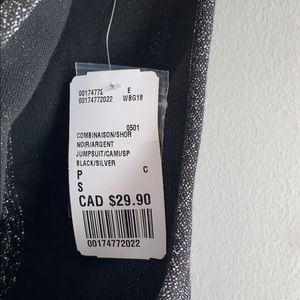 00174772 E
00174772022 WBG18
0501
COMBINAISON/SHOR
NOIR/ARGENT
JUMPSUIT/CAMI/SP
BLACK/SILVER
P C
S
CAD $29.90
00174772022